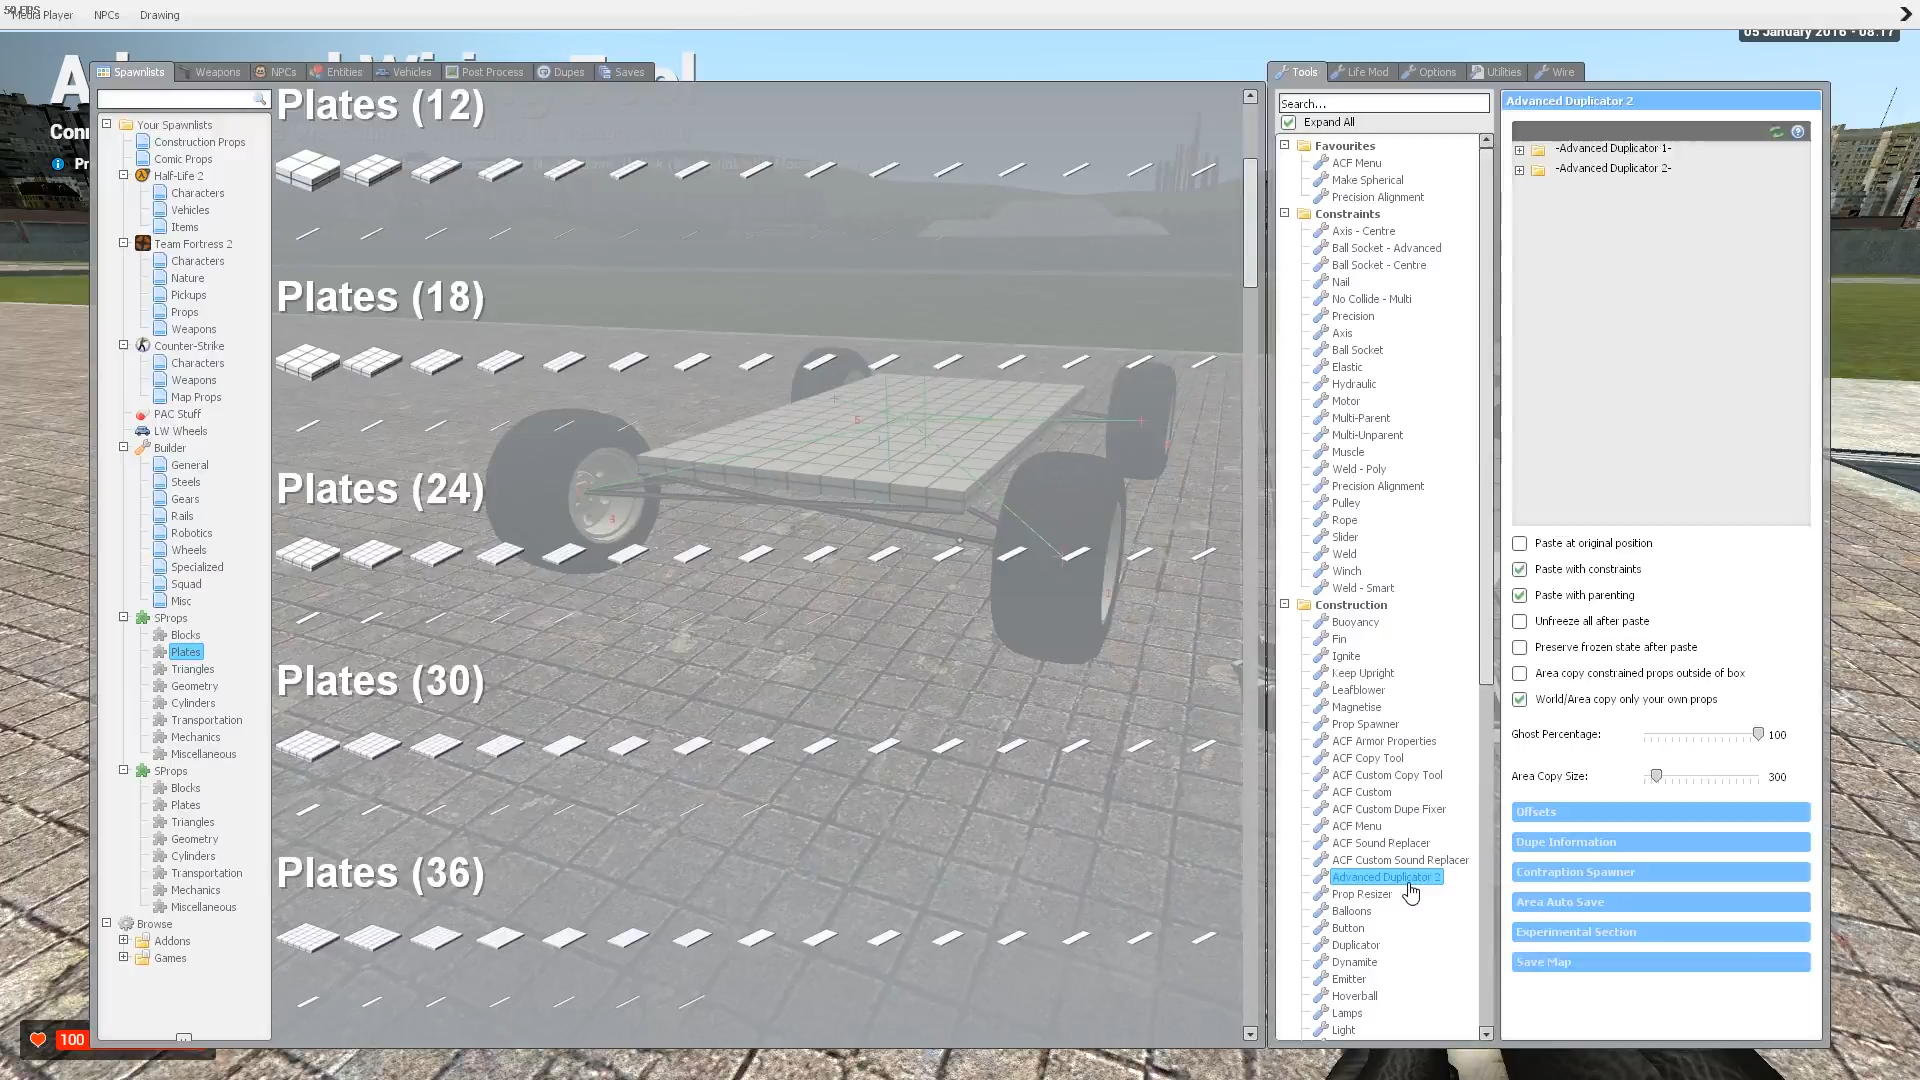 59 FPS
Media Player NPCs Drawing
05 January 2016 - 08:17
Spawnlists Weapons NPCs Entities Vehicles Post Process Dupes Saves
Your Spawnlists
Construction Props
Comic Props
Half-Life 2
Characters
Vehicles
Items
Team Fortress 2
Characters
Nature
Pickups
Props
Weapons
Counter-Strike
Characters
Weapons
Map Props
PAC Stuff
LW Wheels
Builder
General
Steels
Gears
Rails
Robotics
Wheels
Specialized
Squad
Misc
SProps
Blocks
Plates
Triangles
Geometry
Cylinders
Transportation
Mechanics
Miscellaneous
SProps
Blocks
Plates
Triangles
Geometry
Cylinders
Transportation
Mechanics
Miscellaneous
Browse
Addons
Games
100
Plates (12)
Plates (18)
Plates (24)
Plates (30)
Plates (36)
5
3
1
Tools Life Mod Options Utilities Wire
Search...
Expand All
Favourites
ACF Menu
Make Spherical
Precision Alignment
Constraints
Axis - Centre
Ball Socket - Advanced
Ball Socket - Centre
Nail
No Collide - Multi
Precision
Axis
Ball Socket
Elastic
Hydraulic
Motor
Multi-Parent
Multi-Unparent
Muscle
Weld - Poly
Precision Alignment
Pulley
Rope
Slider
Weld
Winch
Weld - Smart
Construction
Buoyancy
Fin
Ignite
Keep Upright
Leafblower
Magnetise
Prop Spawner
ACF Armor Properties
ACF Copy Tool
ACF Custom Copy Tool
ACF Custom
ACF Custom Dupe Fixer
ACF Menu
ACF Sound Replacer
ACF Custom Sound Replacer
Advanced Duplicator 2
Prop Resizer
Balloons
Button
Duplicator
Dynamite
Emitter
Hoverball
Lamps
Light
Advanced Duplicator 2
-Advanced Duplicator 1-
-Advanced Duplicator 2-
Paste at original position
Paste with constraints
Paste with parenting
Unfreeze all after paste
Preserve frozen state after paste
Area copy constrained props outside of box
World/Area copy only your own props
Ghost Percentage: 100
Area Copy Size: 300
Offsets
Dupe Information
Contraption Spawner
Area Auto Save
Experimental Section
Save Map